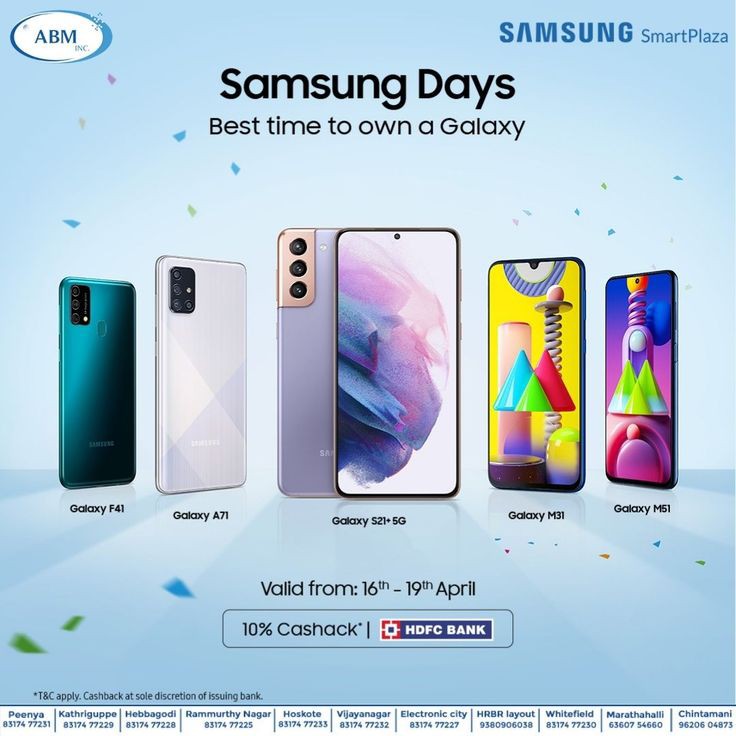 ABM
INC.
SAMSUNG SmartPlaza
Samsung Days
Best time to own a Galaxy
SAMSUNG
SAMSUNG
SAM
Galaxy F41
Galaxy A71
Galaxy S21+ 5G
Galaxy M31
Galaxy M51
Valid from: 16th - 19th April
10% Cashack* | HDFC BANK
*T&C apply. Cashback at sole discretion of issuing bank.
Peenya | Kathriguppe | Hebbagodi | Rammurthy Nagar | Hoskote | Vijayanagar | Electronic city | HRBR layout | Whitefield | Marathahalli | Chintamani
83174 77231 | 83174 77229 | 83174 77228 | 83174 77225 | 83174 77233 | 83174 77232 | 83174 77227 | 9380906038 | 83174 77230 | 63607 54660 | 96206 04873